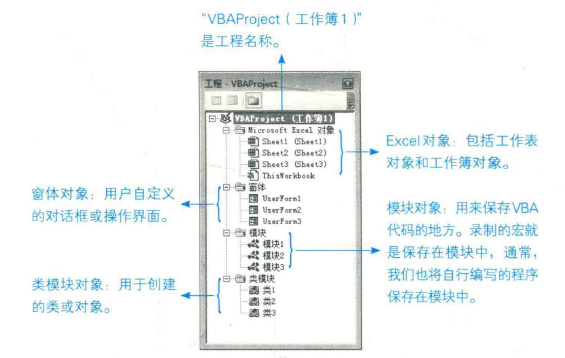 “VBAProject（工作簿1）”
是工程名称。
工程 - VBAProject
VBAProject (工作簿1)
Microsoft Excel 对象
Sheet1 (Sheet1)
Sheet2 (Sheet2)
Sheet3 (Sheet3)
ThisWorkbook
窗体
UserForm1
UserForm2
UserForm3
模块
模块1
模块2
模块3
类模块
类1
类2
类3
Excel对象：包括工作表
对象和工作簿对象。
窗体对象：用户自定义
的对话框或操作界面。
模块对象：用来保存VBA
代码的地方。录制的宏就
是保存在模块中，通常，
我们也将自行编写的程序
保存在模块中。
类模块对象：用于创建
的类或对象。